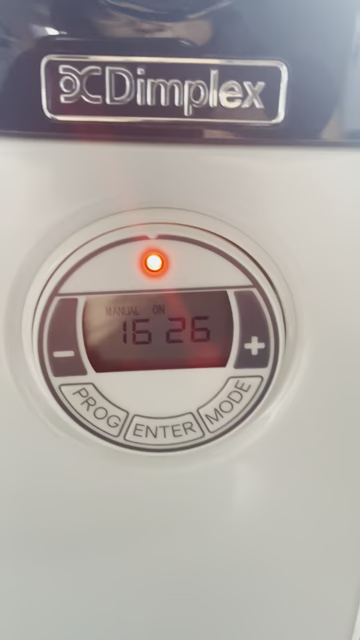 Dimplex
MANUAL ON
16 26
- +
PROG ENTER MODE